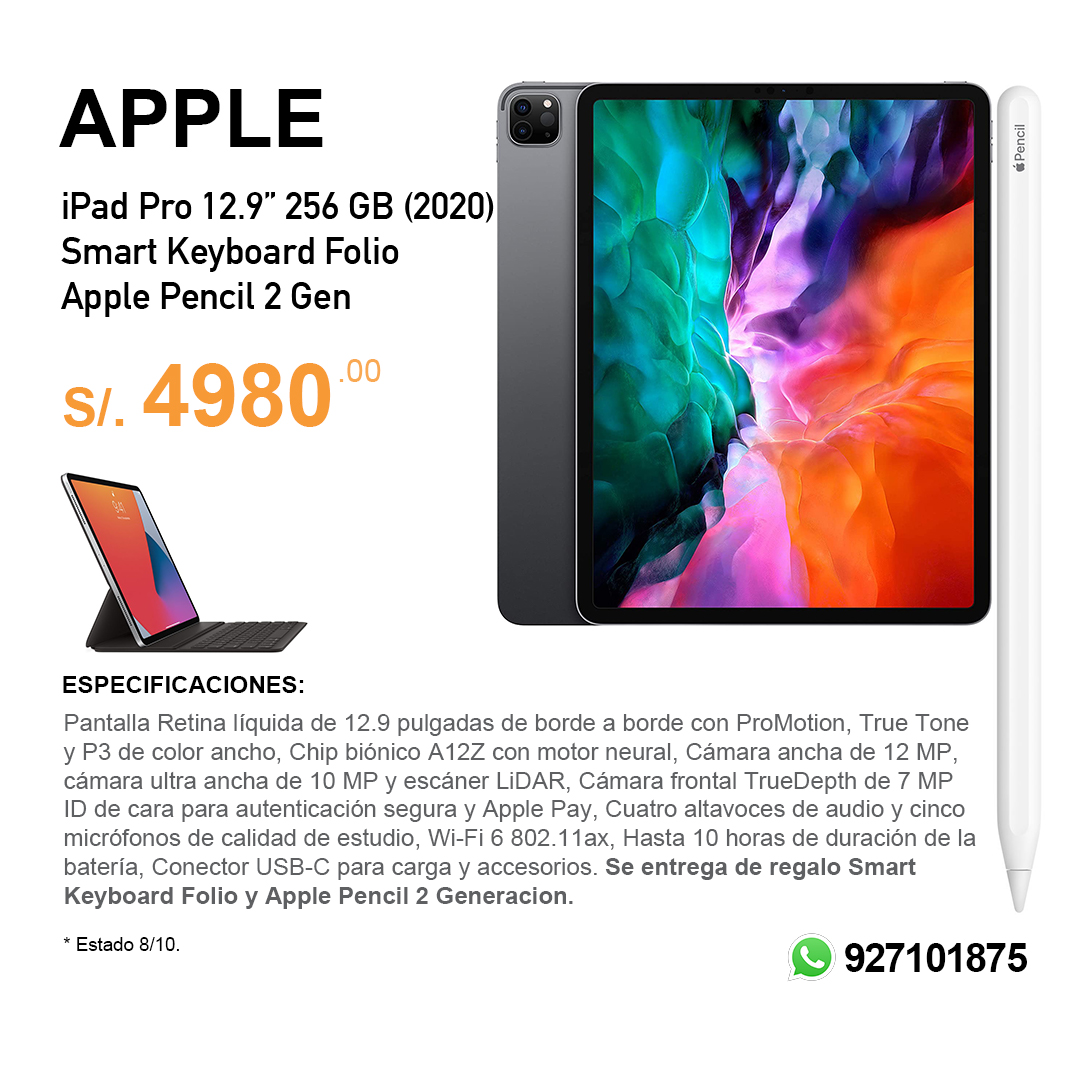 APPLE
iPad Pro 12.9” 256 GB (2020)
Smart Keyboard Folio
Apple Pencil 2 Gen
S/. 4980.00
Pencil
9:41
ESPECIFICACIONES:
Pantalla Retina líquida de 12.9 pulgadas de borde a borde con ProMotion, True Tone
y P3 de color ancho, Chip biónico A12Z con motor neural, Cámara ancha de 12 MP,
cámara ultra ancha de 10 MP y escáner LiDAR, Cámara frontal TrueDepth de 7 MP
ID de cara para autenticación segura y Apple Pay, Cuatro altavoces de audio y cinco
micrófonos de calidad de estudio, Wi-Fi 6 802.11ax, Hasta 10 horas de duración de la
batería, Conector USB-C para carga y accesorios. Se entrega de regalo Smart
Keyboard Folio y Apple Pencil 2 Generacion.
* Estado 8/10.
927101875